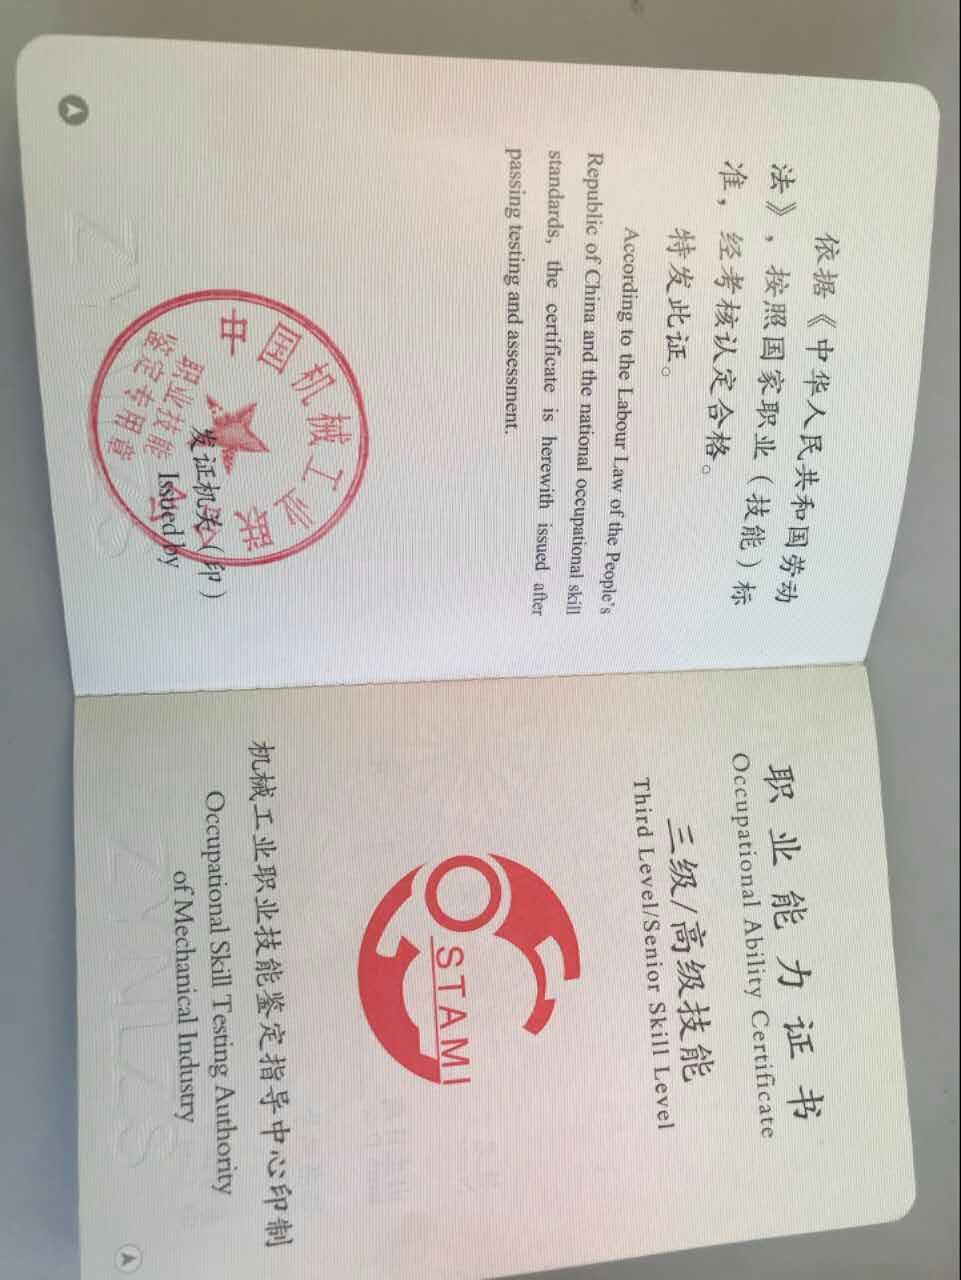 依据《中华人民共和国劳动
法》，按照国家职业（技能）标
准，经考核认定合格。
特发此证。
According to the Labour Law of the People's
Republic of China and the national occupational skill
standards, the certificate is herewith issued after
passing testing and assessment.
中国机械工业联合会
职业技能
鉴定专用章
发证机关（印）
Issued by
职业能力证书
Occupational Ability Certificate
三级/高级技能
Third Level/Senior Skill Level
OSTAMI
机械工业职业技能鉴定指导中心印制
Occupational Skill Testing Authority
of Mechanical Industry